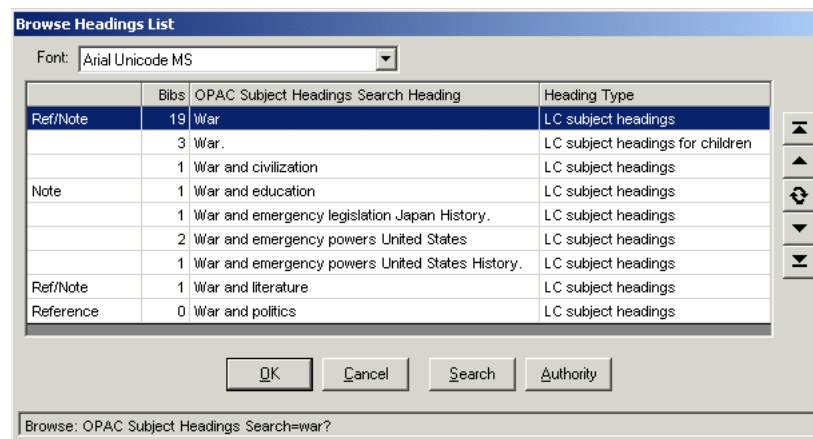 Browse Headings List
Font: Arial Unicode MS
Bibs OPAC Subject Headings Search Heading Heading Type
Ref/Note 19 War LC subject headings
3 War. LC subject headings for children
1 War and civilization LC subject headings
Note 1 War and education LC subject headings
1 War and emergency legislation Japan History. LC subject headings
2 War and emergency powers United States LC subject headings
1 War and emergency powers United States History. LC subject headings
Ref/Note 1 War and literature LC subject headings
Reference 0 War and politics LC subject headings
OK Cancel Search Authority
Browse: OPAC Subject Headings Search=war?